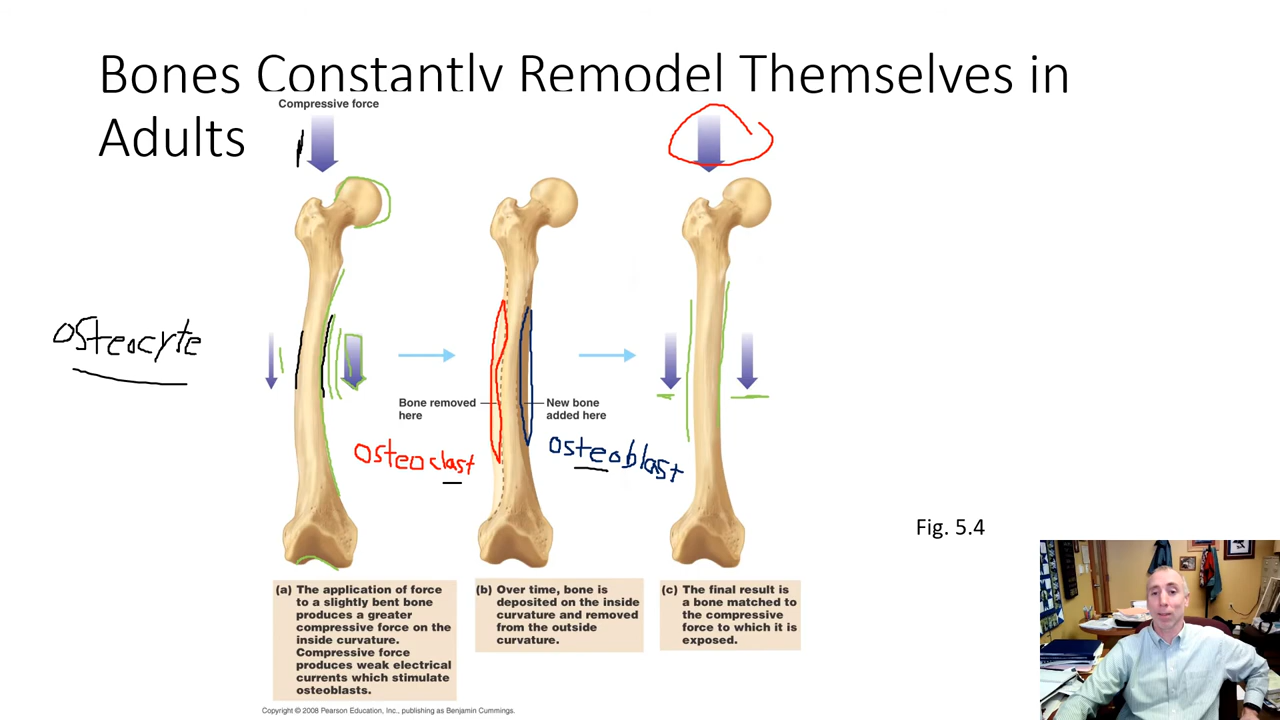 Bones Constantly Remodel Themselves in
Adults
Compressive force
osteocyte
Bone removed
here
New bone
added here
osteoclast
osteoblast
Fig. 5.4
(a) The application of force
to a slightly bent bone
produces a greater
compressive force on the
inside curvature.
Compressive force
produces weak electrical
currents which stimulate
osteoblasts.
(b) Over time, bone is
deposited on the inside
curvature and removed
from the outside
curvature.
(c) The final result is
a bone matched to
the compressive
force to which it is
exposed.
Copyright © 2008 Pearson Education, Inc., publishing as Benjamin Cummings.